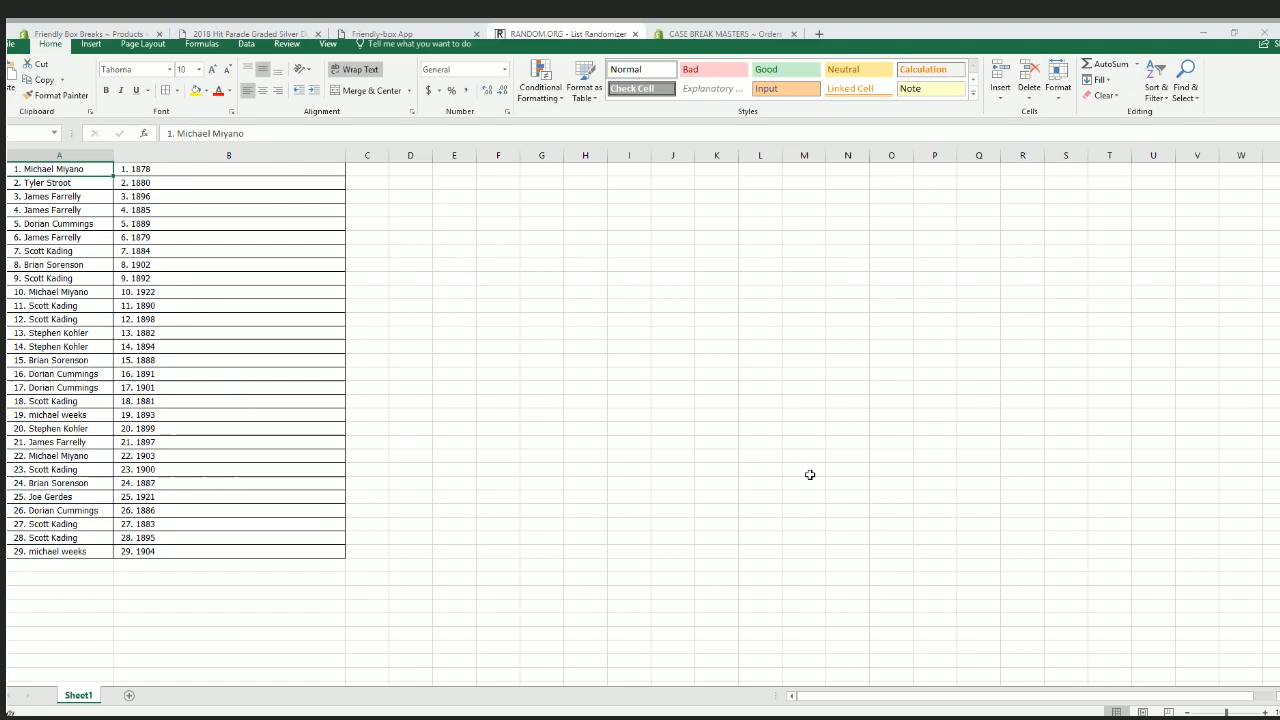 Friendly Box Breaks ~ Products - 2018 Hit Parade Graded Silver D Friendly-box App RANDOM.ORG - List Randomizer CASE BREAK MASTERS ~ Orders
Home Insert Page Layout Formulas Data Review View Tell me what you want to do
Cut Copy Format Painter Clipboard
Tahoma 10 B I U Font
Wrap Text Merge & Center Alignment
General $ % , Number
Conditional Formatting Format as Table
Normal Bad Good Neutral Calculation
Check Cell Explanatory ... Input Linked Cell Note
Styles
Insert Delete Format Cells
AutoSum Fill Clear Sort & Filter Find & Select Editing
fx 1. Michael Miyano
A B C D E F G H I J K L M N O P Q R S T U V W
1. Michael Miyano 1. 1878
2. Tyler Stroot 2. 1880
3. James Farrelly 3. 1896
4. James Farrelly 4. 1885
5. Dorian Cummings 5. 1889
6. James Farrelly 6. 1879
7. Scott Kading 7. 1884
8. Brian Sorenson 8. 1902
9. Scott Kading 9. 1892
10. Michael Miyano 10. 1922
11. Scott Kading 11. 1890
12. Scott Kading 12. 1898
13. Stephen Kohler 13. 1882
14. Stephen Kohler 14. 1894
15. Brian Sorenson 15. 1888
16. Dorian Cummings 16. 1891
17. Dorian Cummings 17. 1901
18. Scott Kading 18. 1881
19. michael weeks 19. 1893
20. Stephen Kohler 20. 1899
21. James Farrelly 21. 1897
22. Michael Miyano 22. 1903
23. Scott Kading 23. 1900
24. Brian Sorenson 24. 1887
25. Joe Gerdes 25. 1921
26. Dorian Cummings 26. 1886
27. Scott Kading 27. 1883
28. Scott Kading 28. 1895
29. michael weeks 29. 1904
Sheet1